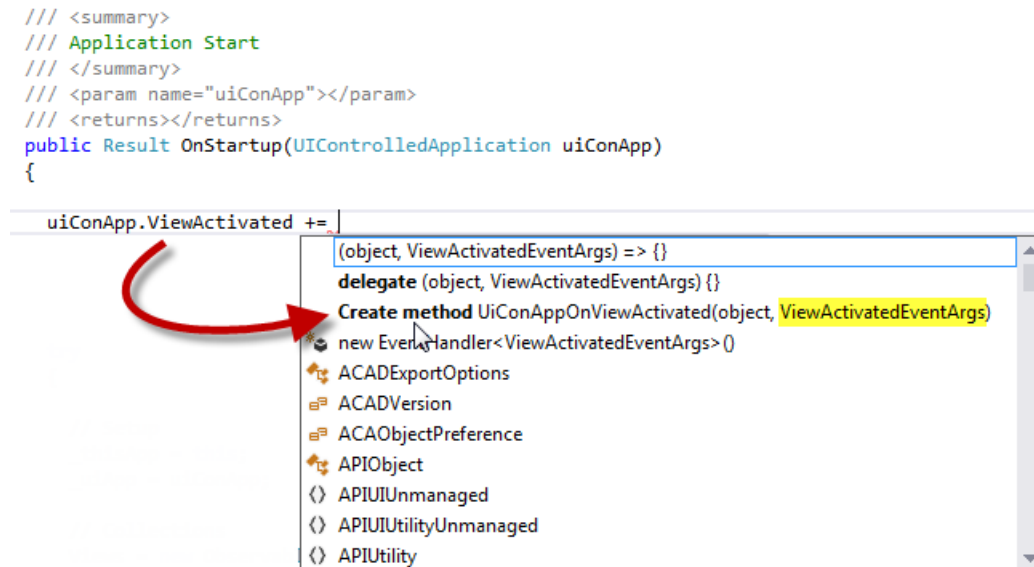 /// <summary>
/// Application Start
/// </summary>
/// <param name="uiConApp"></param>
/// <returns></returns>
public Result OnStartup(UIControlledApplication uiConApp)
{
uiConApp.ViewActivated +=
(object, ViewActivatedEventArgs) => {}
delegate (object, ViewActivatedEventArgs) {}
Create method UiConAppOnViewActivated(object, ViewActivatedEventArgs)
new EventHandler<ViewActivatedEventArgs>()
ACADExportOptions
ACADVersion
ACAObjectPreference
APIObject
APIUIUnmanaged
APIUIUtilityUnmanaged
APIUtility